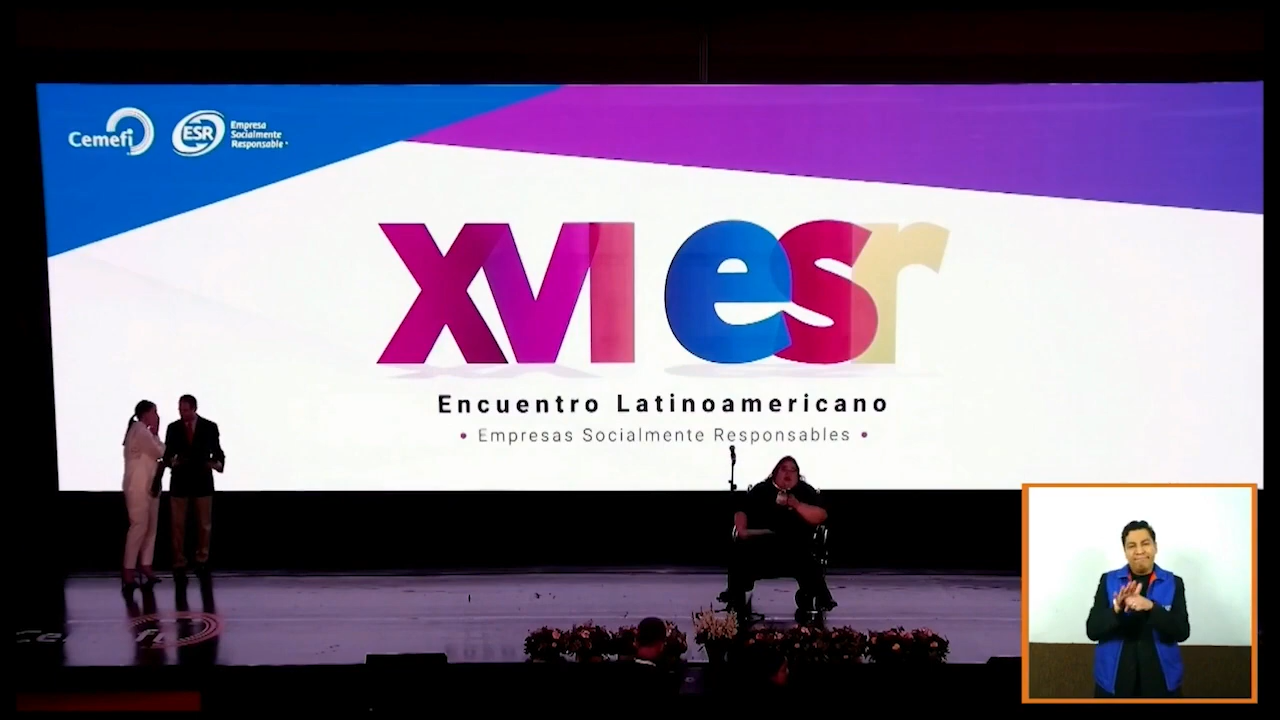 Cemefi
ESR
Empresa
Socialmente
Responsable
XVI esr
Encuentro Latinoamericano
• Empresas Socialmente Responsables •